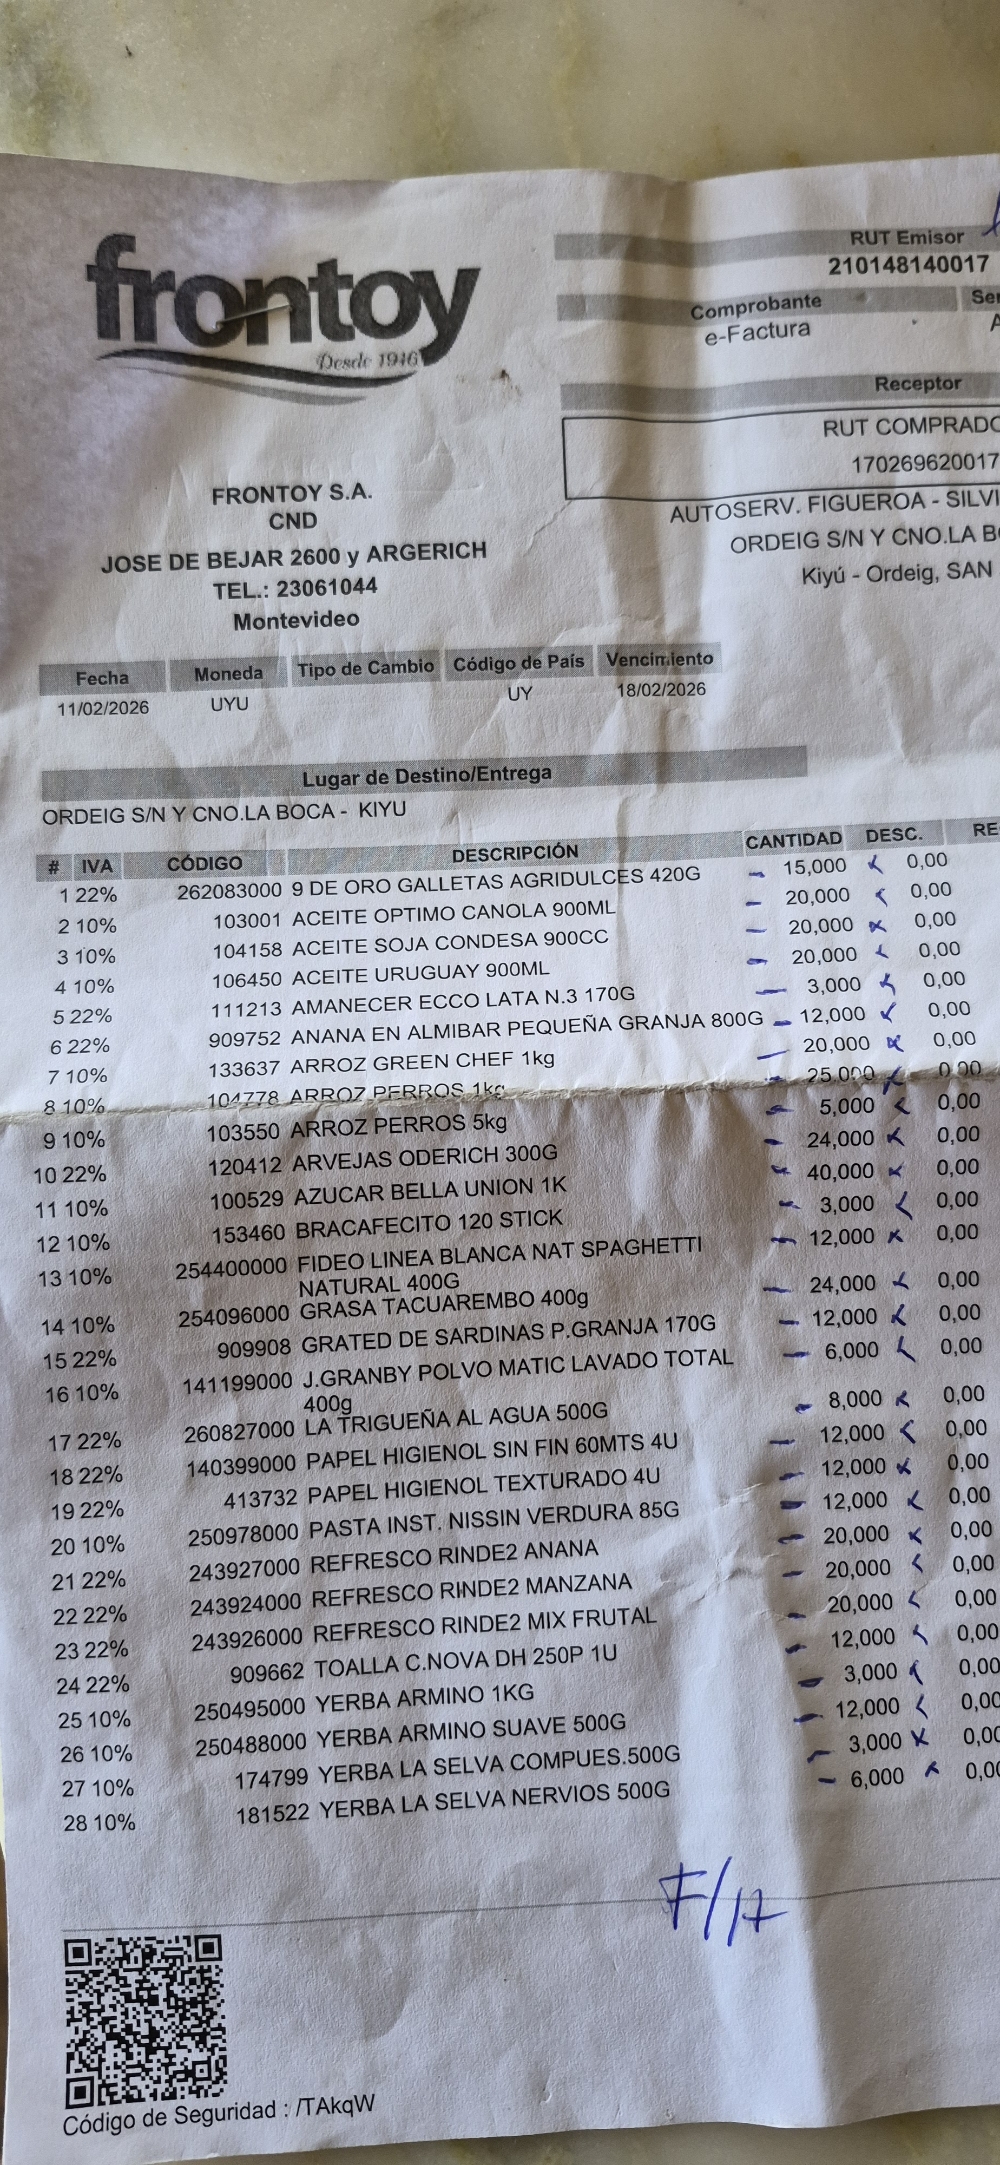 frontoy
Desde 1946
RUT Emisor
210148140017
Comprobante
e-Factura
Receptor
RUT COMPRADO
170269620017
AUTOSERV. FIGUEROA - SILVI
ORDEIG S/N Y CNO.LA BO
Kiyú - Ordeig, SAN
FRONTOY S.A.
CND
JOSE DE BEJAR 2600 y ARGERICH
TEL.: 23061044
Montevideo
Fecha Moneda Tipo de Cambio Código de País Vencimiento
11/02/2026 UYU UY 18/02/2026
Lugar de Destino/Entrega
ORDEIG S/N Y CNO.LA BOCA - KIYU
# IVA CÓDIGO DESCRIPCIÓN CANTIDAD DESC. RE
1 22% 262083000 9 DE ORO GALLETAS AGRIDULCES 420G 15,000 0,00
2 10% 103001 ACEITE OPTIMO CANOLA 900ML 20,000 0,00
3 10% 104158 ACEITE SOJA CONDESA 900CC 20,000 0,00
4 10% 106450 ACEITE URUGUAY 900ML 20,000 0,00
5 22% 111213 AMANECER ECCO LATA N.3 170G 3,000 0,00
6 22% 909752 ANANA EN ALMIBAR PEQUEÑA GRANJA 800G 12,000 0,00
7 10% 133637 ARROZ GREEN CHEF 1kg 20,000 0,00
8 10% 104778 ARROZ PERROS 1kg 25,000 0,00
9 10% 103550 ARROZ PERROS 5kg 5,000 0,00
10 22% 120412 ARVEJAS ODERICH 300G 24,000 0,00
11 10% 100529 AZUCAR BELLA UNION 1K 40,000 0,00
12 10% 153460 BRACAFECITO 120 STICK 3,000 0,00
13 10% 254400000 FIDEO LINEA BLANCA NAT SPAGHETTI 12,000 0,00
NATURAL 400G
14 10% 254096000 GRASA TACUAREMBO 400g 24,000 0,00
15 22% 909908 GRATED DE SARDINAS P.GRANJA 170G 12,000 0,00
16 10% 141199000 J.GRANBY POLVO MATIC LAVADO TOTAL 6,000 0,00
400g
17 22% 260827000 LA TRIGUEÑA AL AGUA 500G 8,000 0,00
18 22% 140399000 PAPEL HIGIENOL SIN FIN 60MTS 4U 12,000 0,00
19 22% 413732 PAPEL HIGIENOL TEXTURADO 4U 12,000 0,00
20 10% 250978000 PASTA INST. NISSIN VERDURA 85G 12,000 0,00
21 22% 243927000 REFRESCO RINDE2 ANANA 20,000 0,00
22 22% 243924000 REFRESCO RINDE2 MANZANA 20,000 0,00
23 22% 243926000 REFRESCO RINDE2 MIX FRUTAL 20,000 0,00
24 22% 909662 TOALLA C.NOVA DH 250P 1U 12,000 0,00
25 10% 250495000 YERBA ARMINO 1KG 3,000 0,00
26 10% 250488000 YERBA ARMINO SUAVE 500G 12,000 0,00
27 10% 174799 YERBA LA SELVA COMPUES.500G 3,000 0,00
28 10% 181522 YERBA LA SELVA NERVIOS 500G 6,000 0,00
Código de Seguridad : /TAkqW